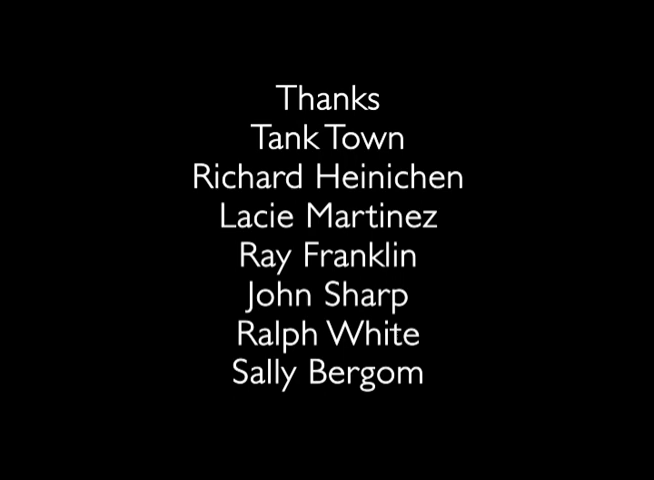 Thanks
Tank Town
Richard Heinichen
Lacie Martinez
Ray Franklin
John Sharp
Ralph White
Sally Bergom